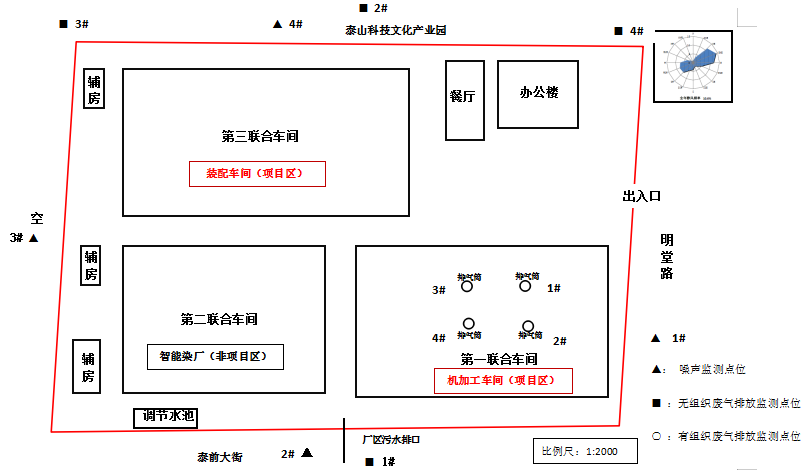 ■ 3#
▲ 4#
■ 2#
泰山科技文化产业园
■ 4#
辅房
第三联合车间
装配车间（项目区）
餐厅
办公楼
出入口
空
3# ▲
明堂路
辅房
第二联合车间
智能染厂（非项目区）
辅房
调节水池
排气筒
3#
排气筒
1#
4#
排气筒
排气筒
2#
第一联合车间
机加工车间（项目区）
▲ 1#
▲： 噪声监测点位
■ ：无组织废气排放监测点位
○ ：有组织废气排放监测点位
泰前大街
2# ▲
厂区污水排口
■ 1#
比例尺：1:2000